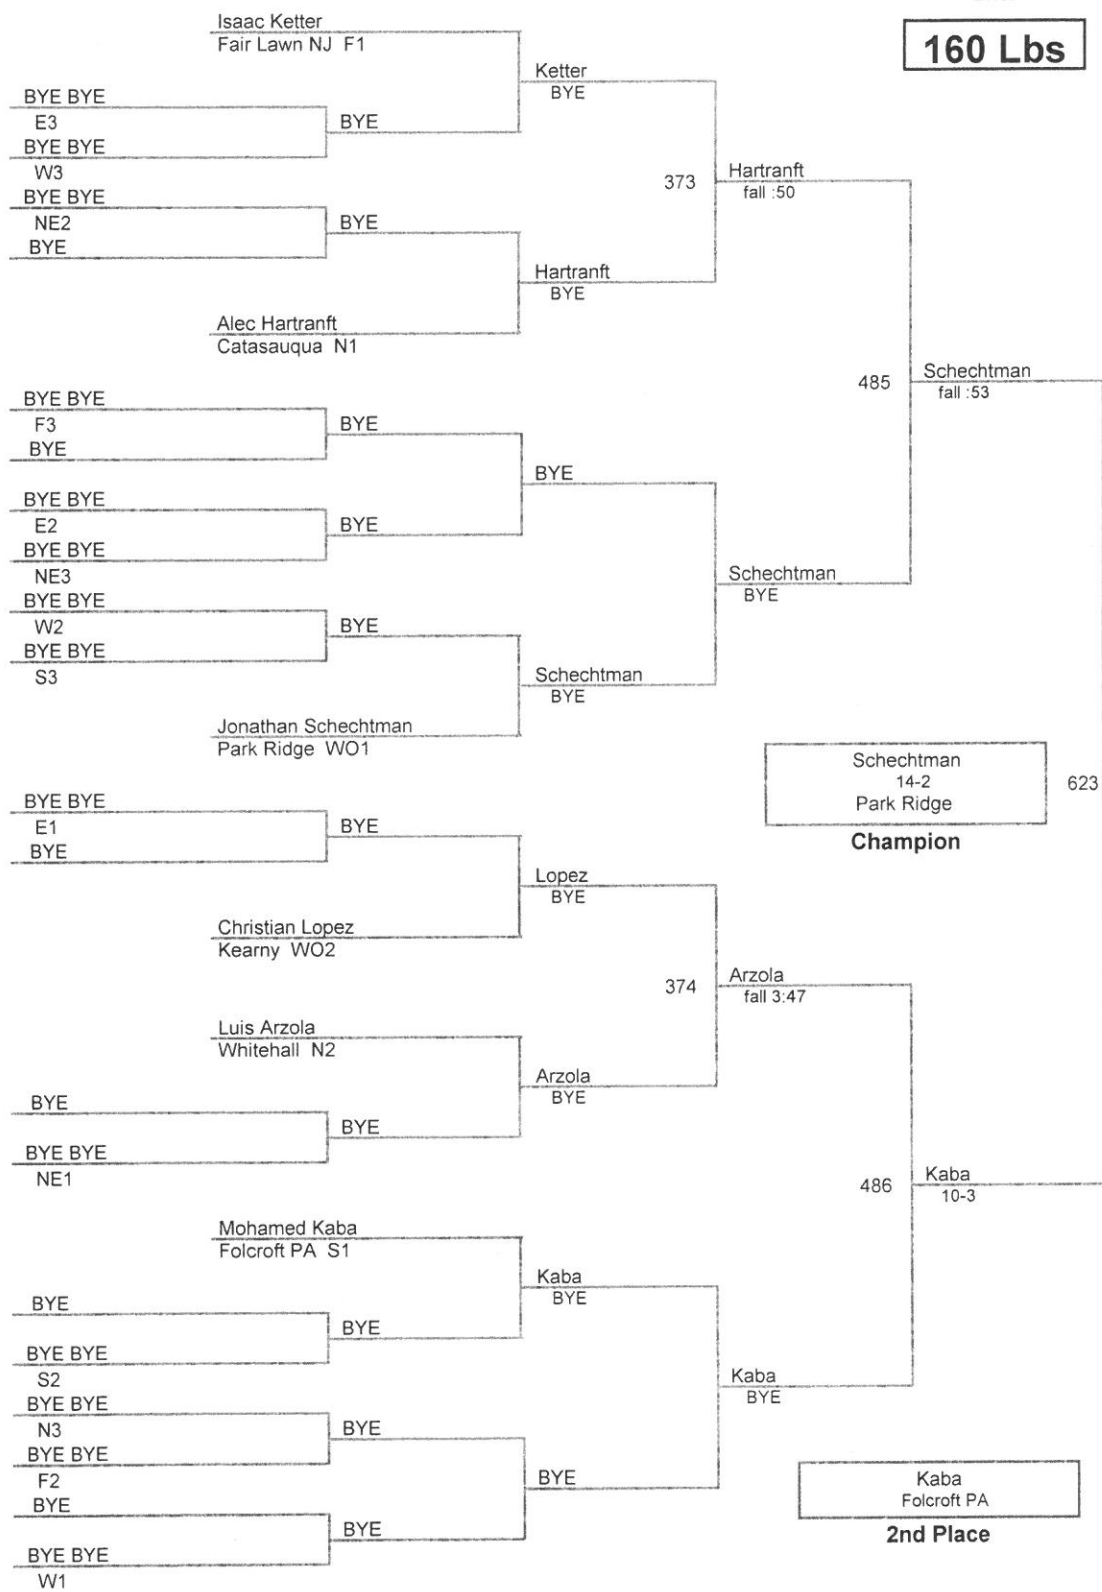 160 Lbs
Isaac Ketter
Fair Lawn NJ F1
Ketter
BYE
BYE BYE
E3
BYE
BYE BYE
W3
BYE BYE
NE2
BYE
BYE
373
Hartranft
fall :50
Hartranft
BYE
Alec Hartranft
Catasauqua N1
485
Schechtman
fall :53
BYE BYE
F3
BYE
BYE
BYE
BYE BYE
E2
BYE
BYE BYE
NE3
Schechtman
BYE
BYE BYE
W2
BYE
BYE BYE
S3
Schechtman
BYE
Jonathan Schechtman
Park Ridge WO1
Schechtman
14-2
Park Ridge
623
Champion
BYE BYE
E1
BYE
BYE
Lopez
BYE
Christian Lopez
Kearny WO2
374
Arzola
fall 3:47
Luis Arzola
Whitehall N2
Arzola
BYE
BYE
BYE
BYE BYE
NE1
486
Kaba
10-3
Mohamed Kaba
Folcroft PA S1
Kaba
BYE
BYE
BYE
BYE BYE
S2
Kaba
BYE
BYE BYE
N3
BYE
BYE BYE
F2
BYE
BYE
BYE
BYE BYE
W1
Kaba
Folcroft PA
2nd Place